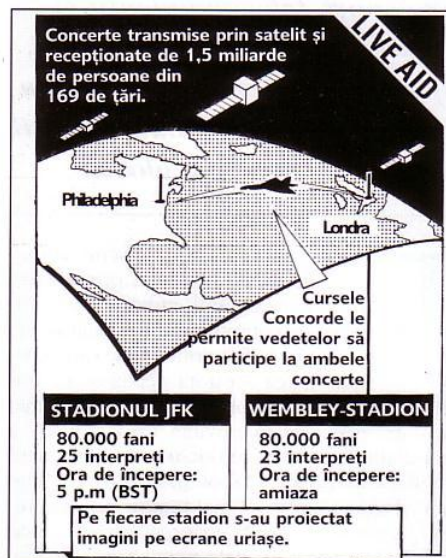 Concerte transmise prin satelit și
recepționate de 1,5 miliarde
de persoane din
169 de țări.
LIVE AID
Philadelphia
Londra
Cursele
Concorde le
permite vedetelor să
participe la ambele
concerte
STADIONUL JFK
80.000 fani
25 interpreți
Ora de începere:
5 p.m (BST)
WEMBLEY-STADION
80.000 fani
23 interpreți
Ora de începere:
amiaza
Pe fiecare stadion s-au proiectat
imagini pe ecrane uriașe.